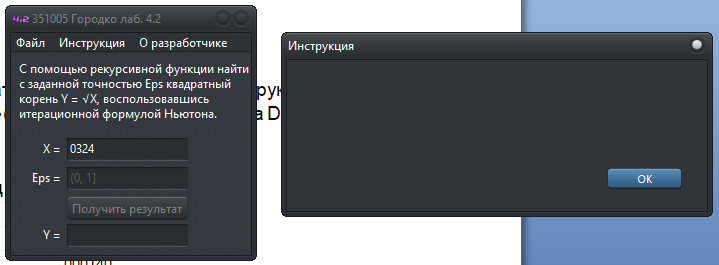 4.2 351005 Городко лаб. 4.2
Файл Инструкция О разработчике
С помощью рекурсивной функции найти
с заданной точностью Eps квадратный
корень Y = √X, воспользовавшись
итерационной формулой Ньютона.
X = 0324
Eps = (0, 1]
Получить результат
Y =
Инструкция
OK
рук
а D